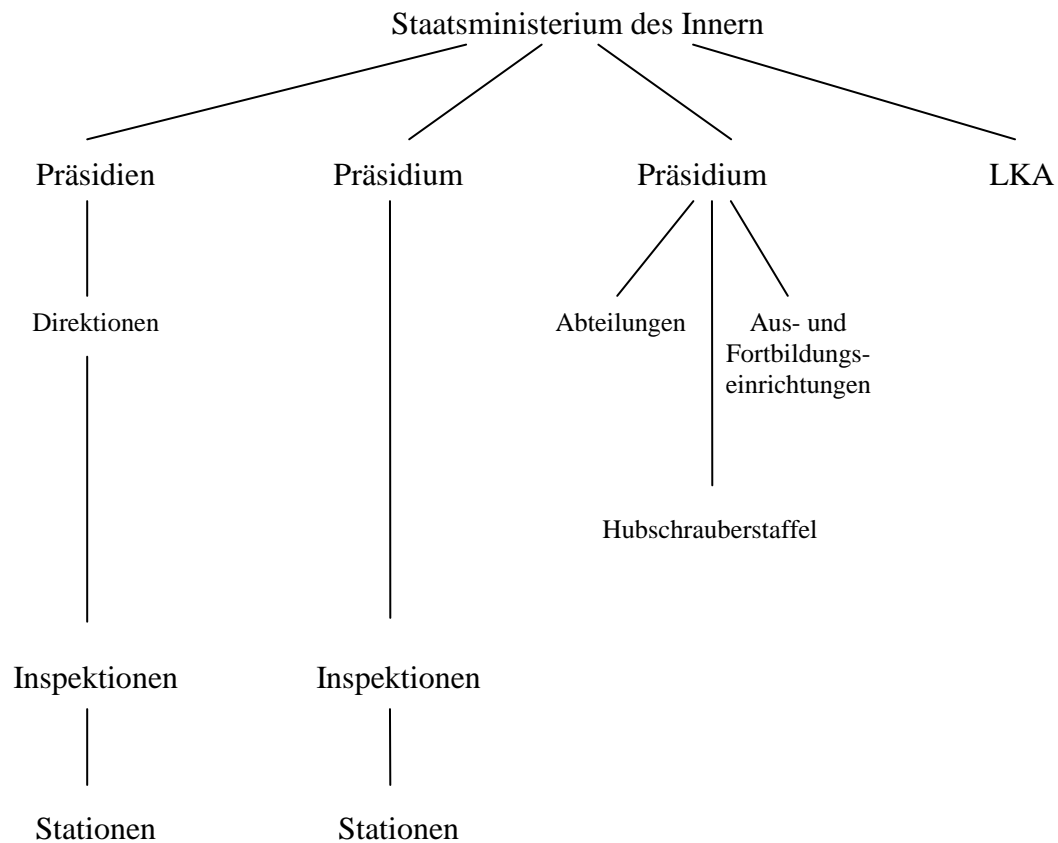 Staatsministerium des Innern
Präsidien
Präsidium
Präsidium
LKA
Direktionen
Abteilungen
Aus- und
Fortbildungs-
einrichtungen
Hubschrauberstaffel
Inspektionen
Inspektionen
Stationen
Stationen